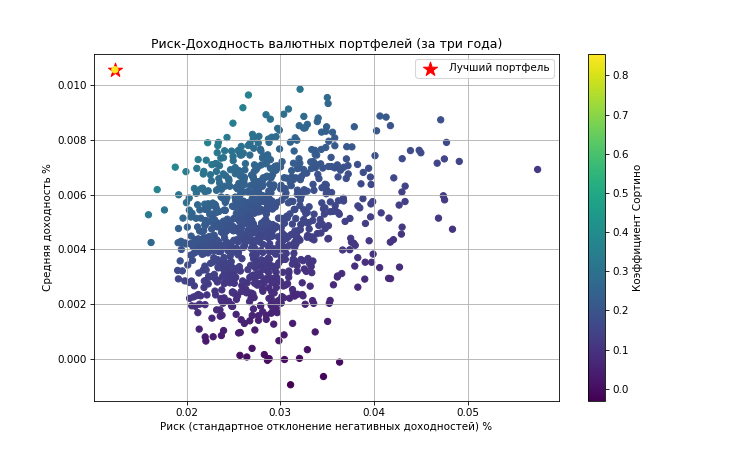 Риск-Доходность валютных портфелей (за три года)
Лучший портфель
0.010
0.008
0.006
0.004
0.002
0.000
Средняя доходность %
0.02 0.03 0.04 0.05
Риск (стандартное отклонение негативных доходностей) %
0.8
0.7
0.6
0.5
0.4
0.3
0.2
0.1
0.0
Коэффициент Сортино